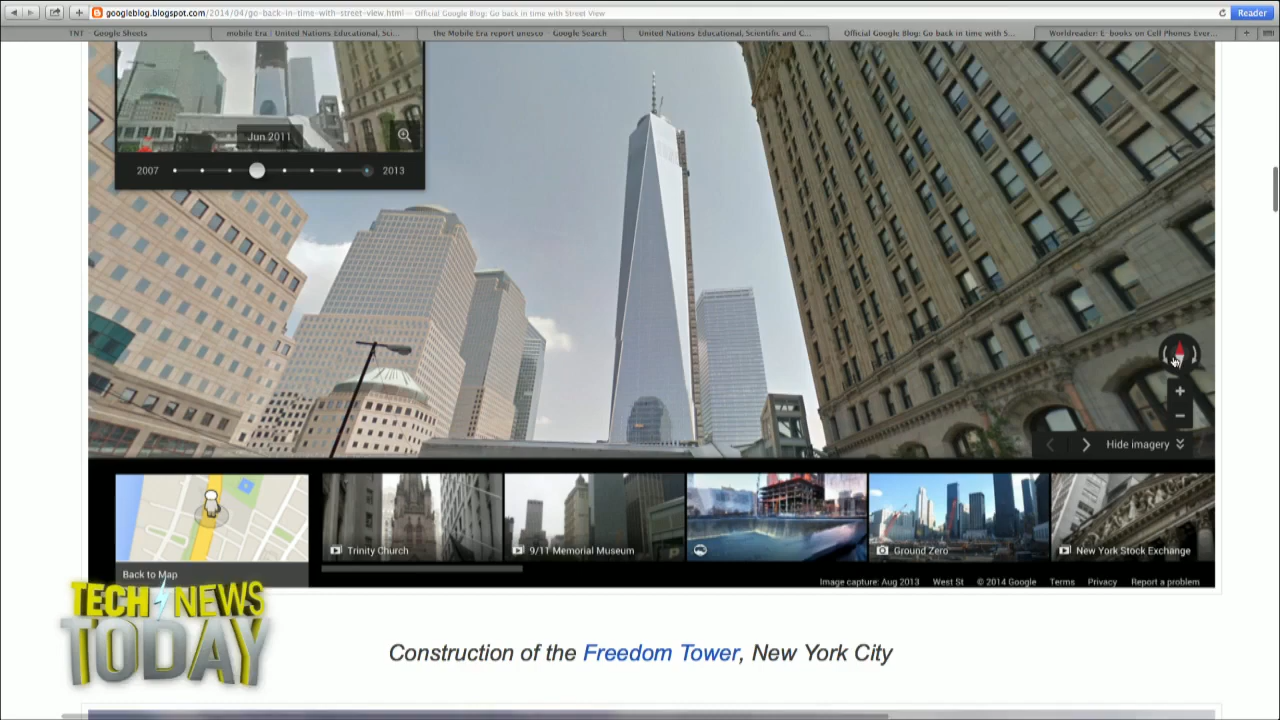 googleblog.blogspot.com/2014/04/go-back-in-time-with-street-view.html — Official Google Blog: Go back in time with Street View
Reader
TNT - Google Sheets
mobile Era | United Nations Educational, Sci...
the Mobile Era report unesco - Google Search
United Nations Educational, Scientific and C...
Official Google Blog: Go back in time with S...
Worldreader: E-books on Cell Phones Ever...
Jun 2011
2007
2013
Hide imagery
Trinity Church
9/11 Memorial Museum
Ground Zero
New York Stock Exchange
Back to Map
Image capture: Aug 2013 West St © 2014 Google Terms Privacy Report a problem
TECH NEWS
TODAY
Construction of the Freedom Tower, New York City